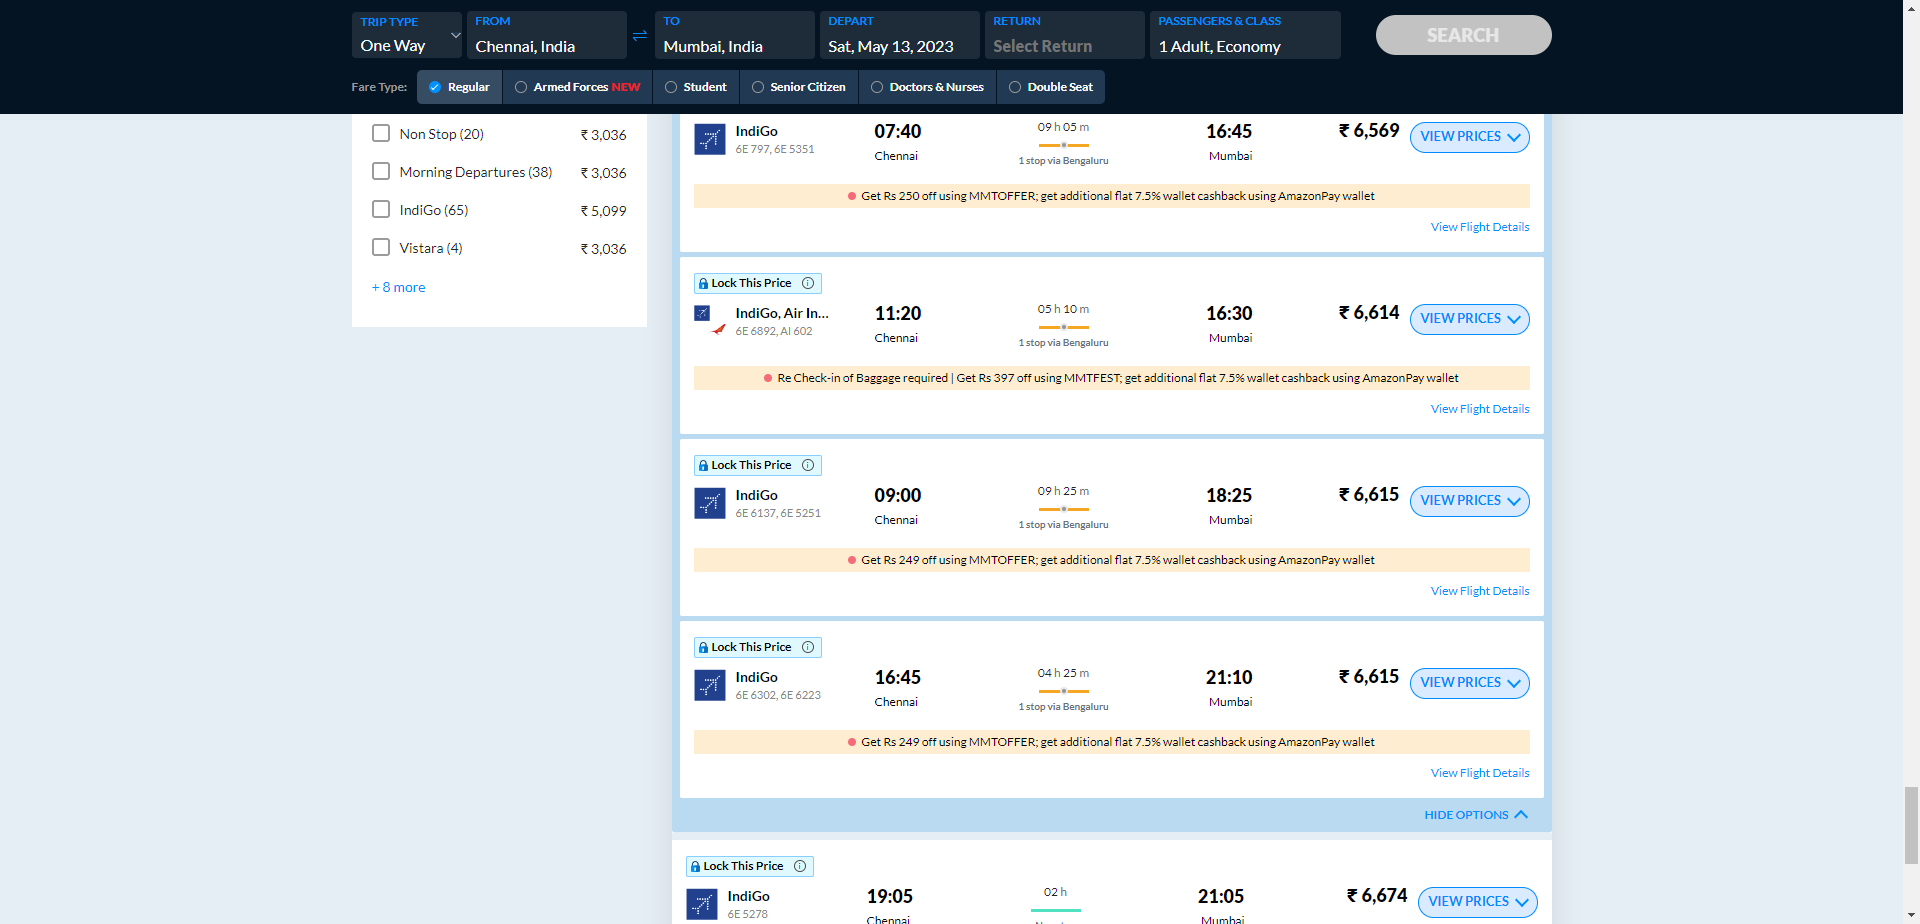 TRIP TYPE
One Way
FROM
Chennai, India
TO
Mumbai, India
DEPART
Sat, May 13, 2023
RETURN
Select Return
PASSENGERS & CLASS
1 Adult, Economy
SEARCH
Fare Type:
Regular
Armed Forces NEW
Student
Senior Citizen
Doctors & Nurses
Double Seat
Non Stop (20) ₹ 3,036
Morning Departures (38) ₹ 3,036
IndiGo (65) ₹ 5,099
Vistara (4) ₹ 3,036
+ 8 more
IndiGo
6E 797, 6E 5351
07:40
Chennai
09 h 05 m
1 stop via Bengaluru
16:45
Mumbai
₹ 6,569
VIEW PRICES
Get Rs 250 off using MMTOFFER; get additional flat 7.5% wallet cashback using AmazonPay wallet
View Flight Details
Lock This Price
IndiGo, Air In...
6E 6892, AI 602
11:20
Chennai
05 h 10 m
1 stop via Bengaluru
16:30
Mumbai
₹ 6,614
VIEW PRICES
Re Check-in of Baggage required | Get Rs 397 off using MMTFEST; get additional flat 7.5% wallet cashback using AmazonPay wallet
View Flight Details
Lock This Price
IndiGo
6E 6137, 6E 5251
09:00
Chennai
09 h 25 m
1 stop via Bengaluru
18:25
Mumbai
₹ 6,615
VIEW PRICES
Get Rs 249 off using MMTOFFER; get additional flat 7.5% wallet cashback using AmazonPay wallet
View Flight Details
Lock This Price
IndiGo
6E 6302, 6E 6223
16:45
Chennai
04 h 25 m
1 stop via Bengaluru
21:10
Mumbai
₹ 6,615
VIEW PRICES
Get Rs 249 off using MMTOFFER; get additional flat 7.5% wallet cashback using AmazonPay wallet
View Flight Details
HIDE OPTIONS
Lock This Price
IndiGo
6E 5278
19:05
Chennai
02 h
21:05
Mumbai
₹ 6,674
VIEW PRICES